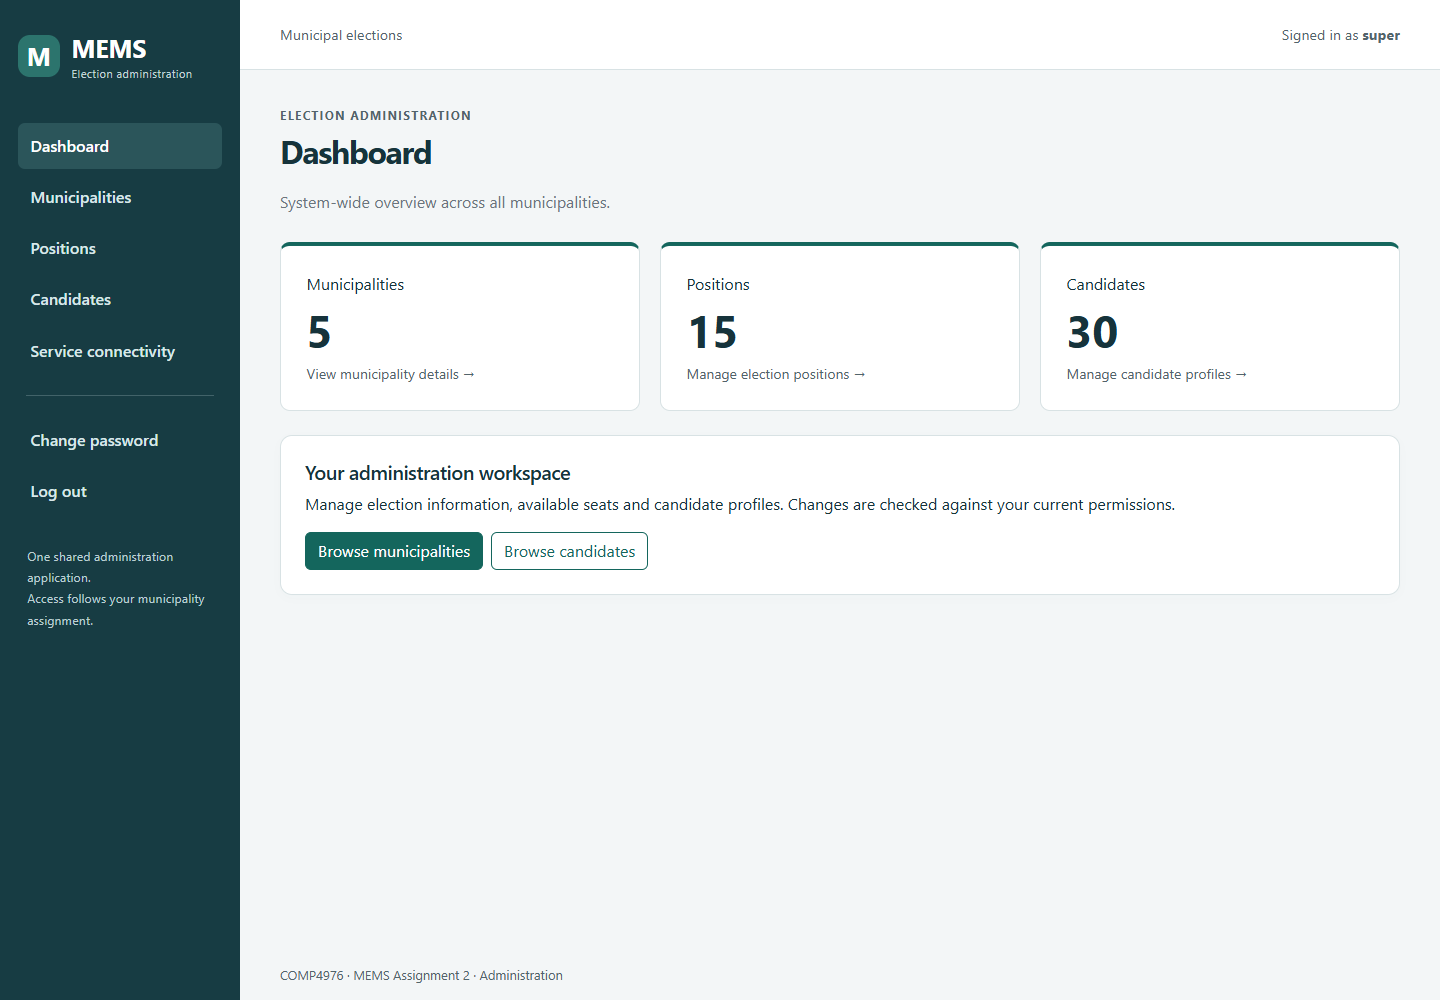 M
MEMS
Election administration
Dashboard
Municipalities
Positions
Candidates
Service connectivity
Change password
Log out
One shared administration
application.
Access follows your municipality
assignment.
Municipal elections
Signed in as super
ELECTION ADMINISTRATION
Dashboard
System-wide overview across all municipalities.
Municipalities
5
View municipality details →
Positions
15
Manage election positions →
Candidates
30
Manage candidate profiles →
Your administration workspace
Manage election information, available seats and candidate profiles. Changes are checked against your current permissions.
Browse municipalities
Browse candidates
COMP4976 · MEMS Assignment 2 · Administration